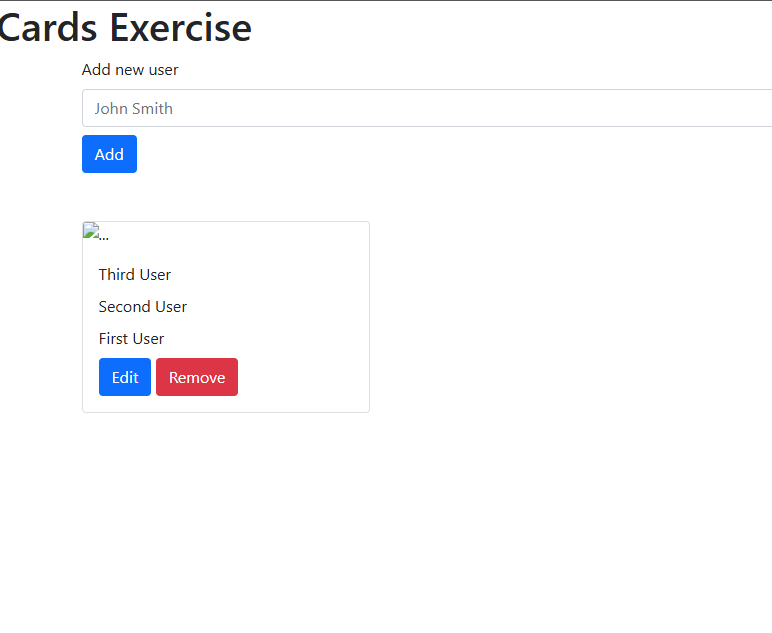 Cards Exercise
Add new user
John Smith
Add
...
Third User
Second User
First User
Edit Remove